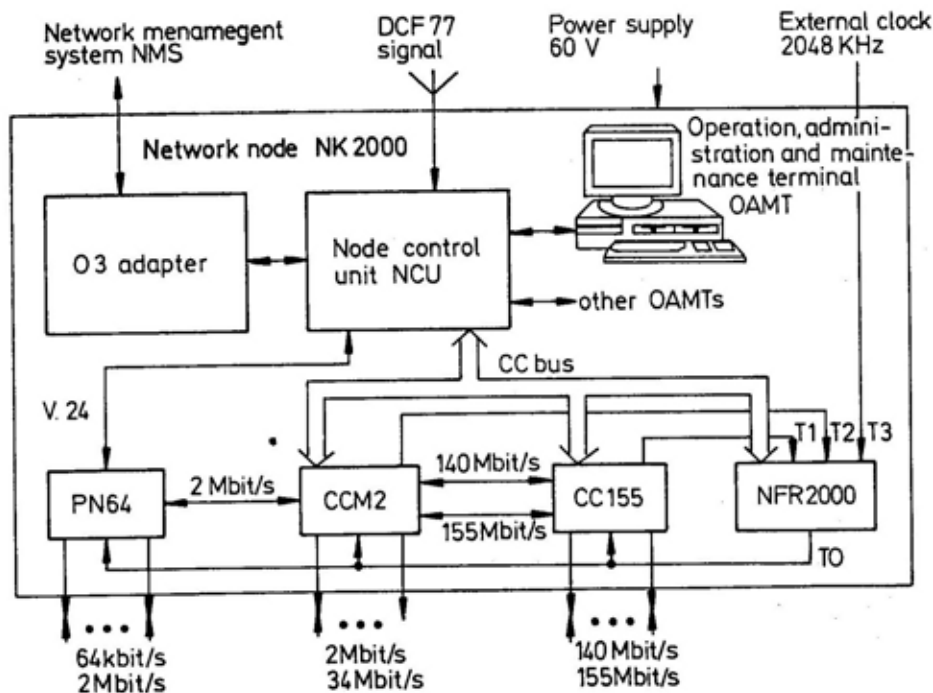 Network menamegent
system NMS
DCF 77
signal
Power supply
60 V
External clock
2048 KHz
Network node NK2000
Operation, admini-
stration and mainte-
nance terminal
OAMT
O3 adapter
Node control
unit NCU
other OAMTs
CC bus
V. 24
T1 T2 T3
PN64
2 Mbit/s
CCM2
140 Mbit/s
155Mbit/s
CC155
NFR2000
TO
64kbit/s
2Mbit/s
2Mbit/s
34Mbit/s
140 Mbit/s
155Mbit/s